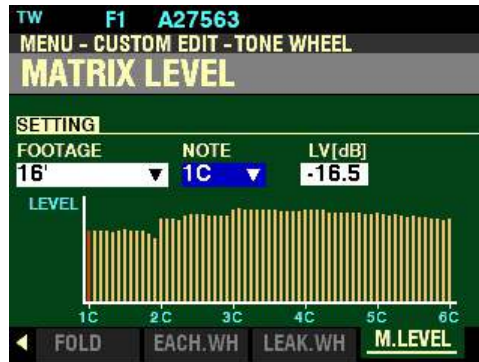 TW F1 A27563
MENU - CUSTOM EDIT - TONE WHEEL
MATRIX LEVEL
SETTING
FOOTAGE NOTE LV[dB]
16' 1C -16.5
LEVEL
1C 2C 3C 4C 5C 6C
FOLD EACH.WH LEAK.WH M.LEVEL